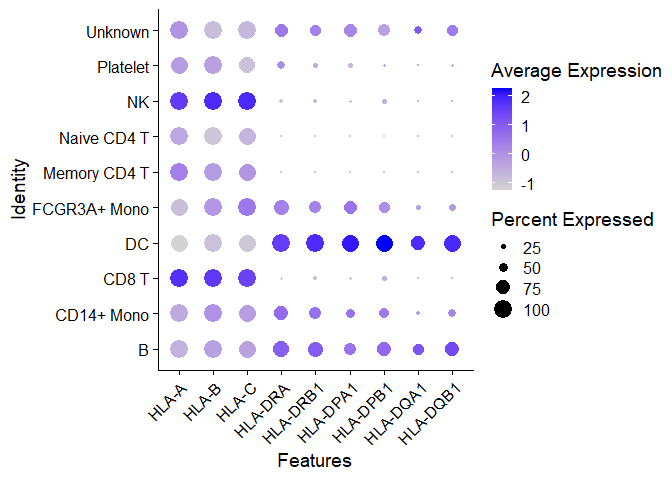 Unknown
Platelet
NK
Naive CD4 T
Memory CD4 T
FCGR3A+ Mono
DC
CD8 T
CD14+ Mono
B
Identity
HLA-A
HLA-B
HLA-C
HLA-DRA
HLA-DRB1
HLA-DPA1
HLA-DPB1
HLA-DQA1
HLA-DQB1
Features
Average Expression
2
1
0
-1
Percent Expressed
25
50
75
100